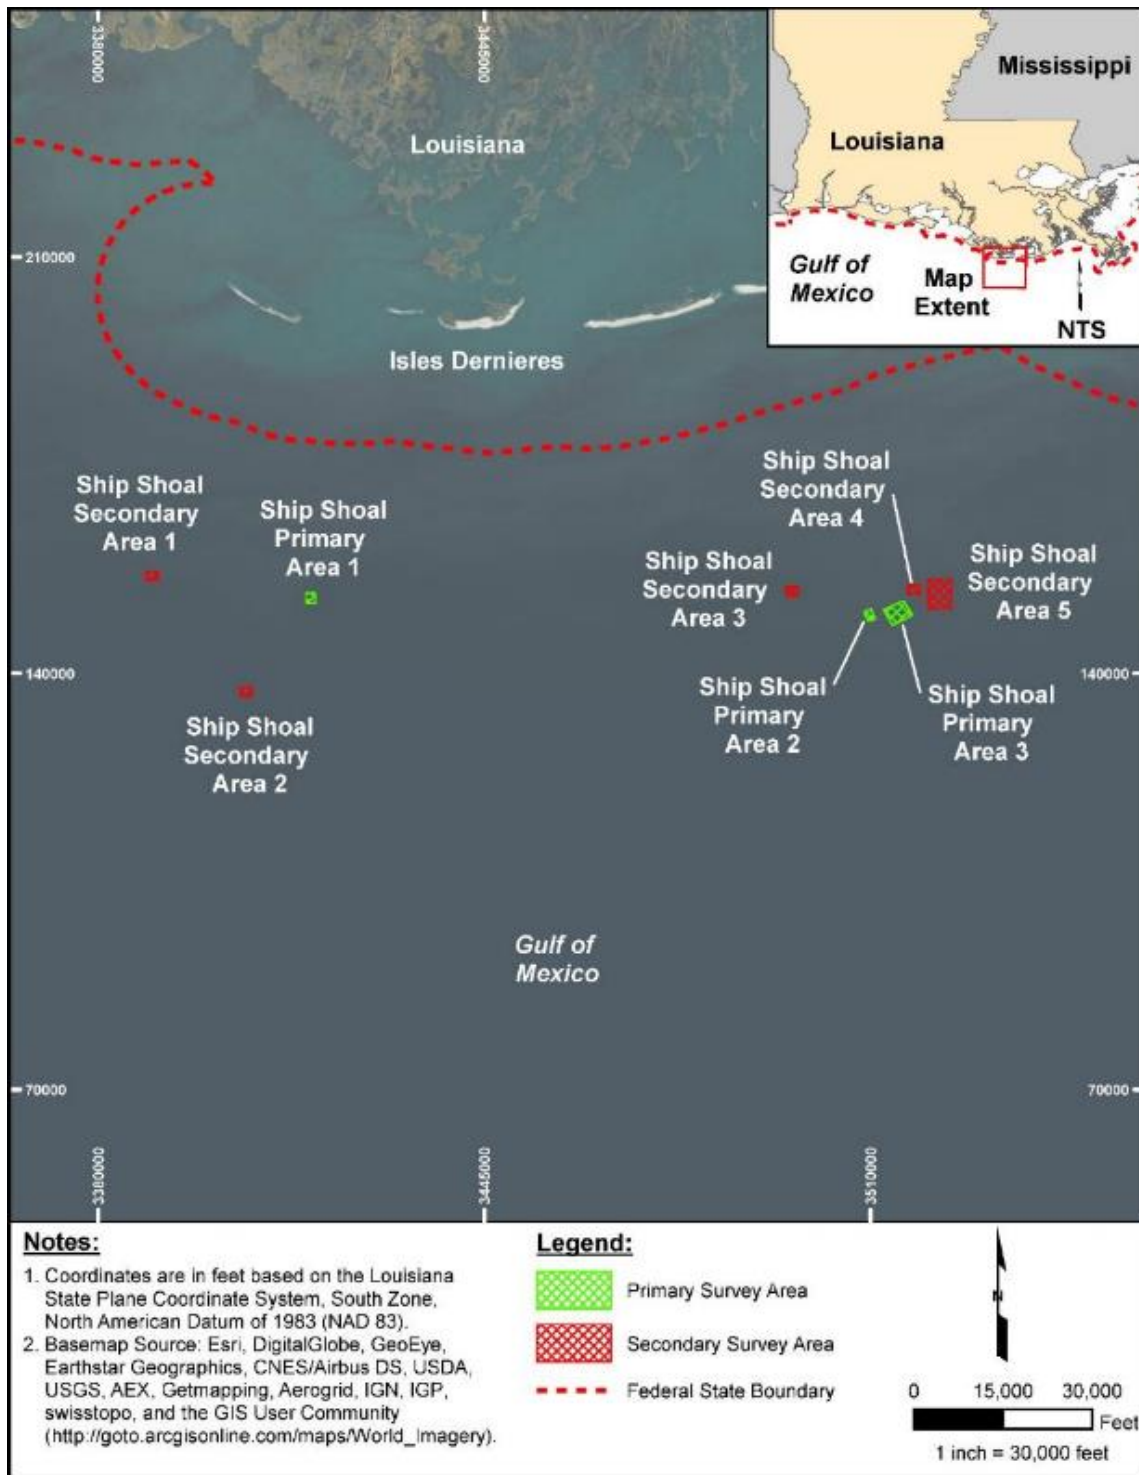 3380000
3445000
Louisiana
210000
Isles Dernieres
Mississippi
Louisiana
Gulf of
Mexico
Map
Extent
NTS
Ship Shoal
Secondary
Area 1
Ship Shoal
Primary
Area 1
Ship Shoal
Secondary
Area 4
Ship Shoal
Secondary
Area 3
Ship Shoal
Secondary
Area 5
140000
140000
Ship Shoal
Secondary
Area 2
Ship Shoal
Primary
Area 2
Ship Shoal
Primary
Area 3
Gulf of
Mexico
70000
70000
3380000
3445000
3510000
Notes:
1. Coordinates are in feet based on the Louisiana
State Plane Coordinate System, South Zone,
North American Datum of 1983 (NAD 83).
2. Basemap Source: Esri, DigitalGlobe, GeoEye,
Earthstar Geographics, CNES/Airbus DS, USDA,
USGS, AEX, Getmapping, Aerogrid, IGN, IGP,
swisstopo, and the GIS User Community
(http://goto.arcgisonline.com/maps/World_Imagery).
Legend:
Primary Survey Area
Secondary Survey Area
Federal State Boundary
N
0 15,000 30,000
Feet
1 inch = 30,000 feet